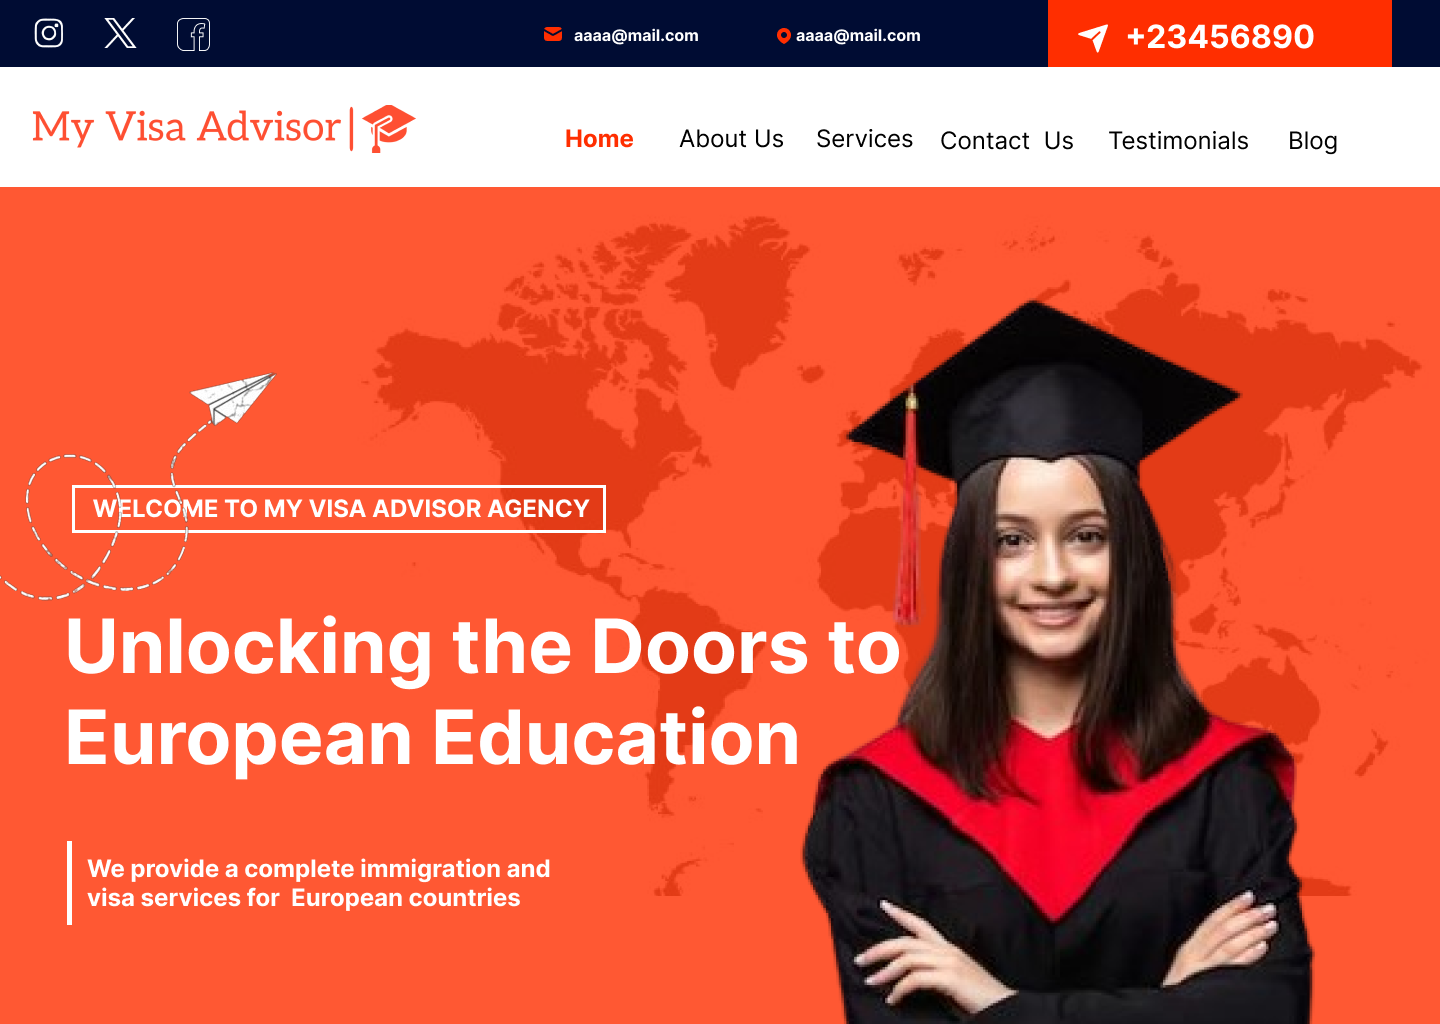 aaaa@mail.com
aaaa@mail.com
+23456890
My Visa Advisor
Home
About Us
Services
Contact  Us
Testimonials
Blog
WELCOME TO MY VISA ADVISOR AGENCY
Unlocking the Doors to
European Education
We provide a complete immigration and
visa services for  European countries